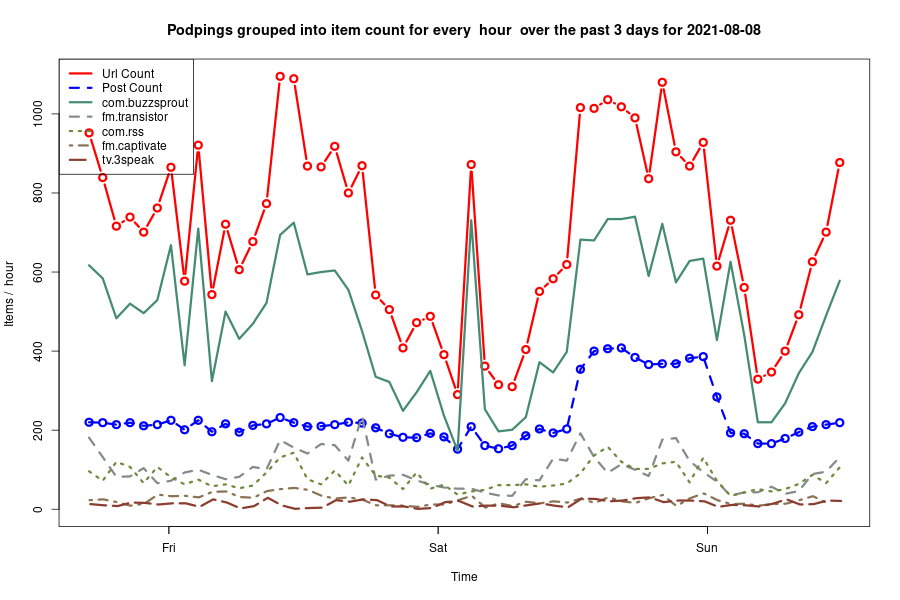 Podpings grouped into item count for every  hour  over the past 3 days for 2021-08-08
Url Count
Post Count
com.buzzsprout
fm.transistor
com.rss
fm.captivate
tv.3speak
Items /  hour
1000
800
600
400
200
0
Fri
Sat
Sun
Time